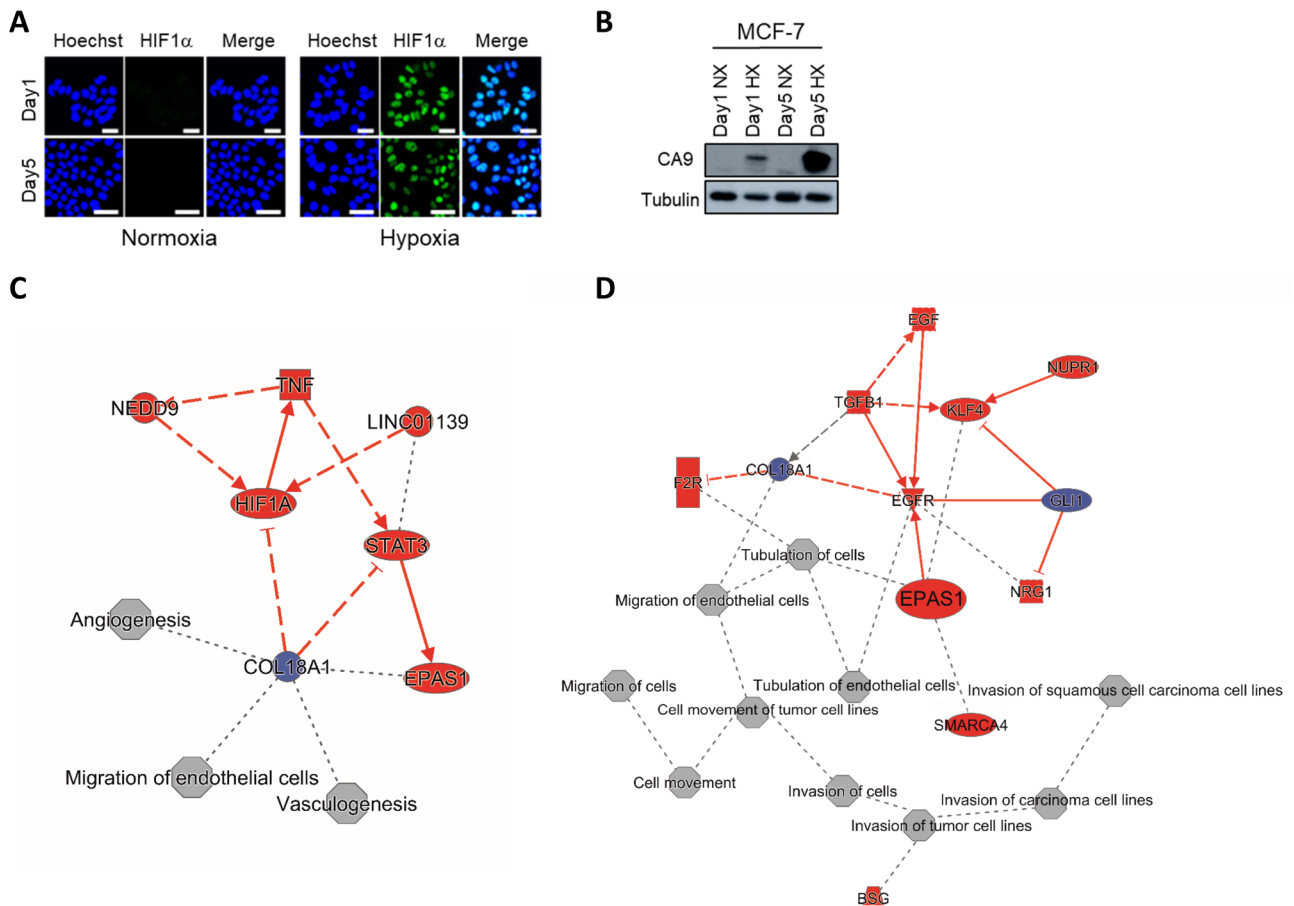 A
Hoechst HIF1α Merge Hoechst HIF1α Merge
Day1
Day5
Normoxia Hypoxia
B
MCF-7
Day1 NX
Day1 HX
Day5 NX
Day5 HX
CA9
Tubulin
C
TNF
NEDD9
LINC01139
HIF1A
STAT3
Angiogenesis
COL18A1
EPAS1
Migration of endothelial cells
Vasculogenesis
D
EGF
NUPR1
TGFB1
KLF4
COL18A1
F2R
EGFR
GLI1
Tubulation of cells
EPAS1
NRG1
Migration of endothelial cells
Migration of cells
Tubulation of endothelial cells
Invasion of squamous cell carcinoma cell lines
Cell movement of tumor cell lines
SMARCA4
Cell movement
Invasion of cells
Invasion of carcinoma cell lines
Invasion of tumor cell lines
BSG